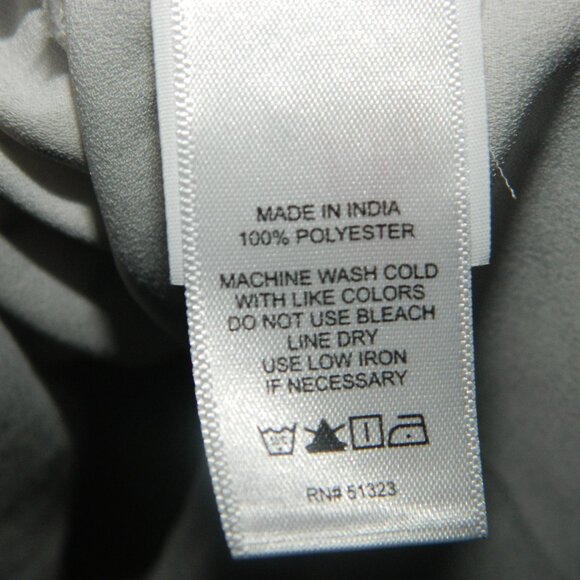 MADE IN INDIA
100% POLYESTER
MACHINE WASH COLD
WITH LIKE COLORS
DO NOT USE BLEACH
LINE DRY
USE LOW IRON
IF NECESSARY
RN# 51323